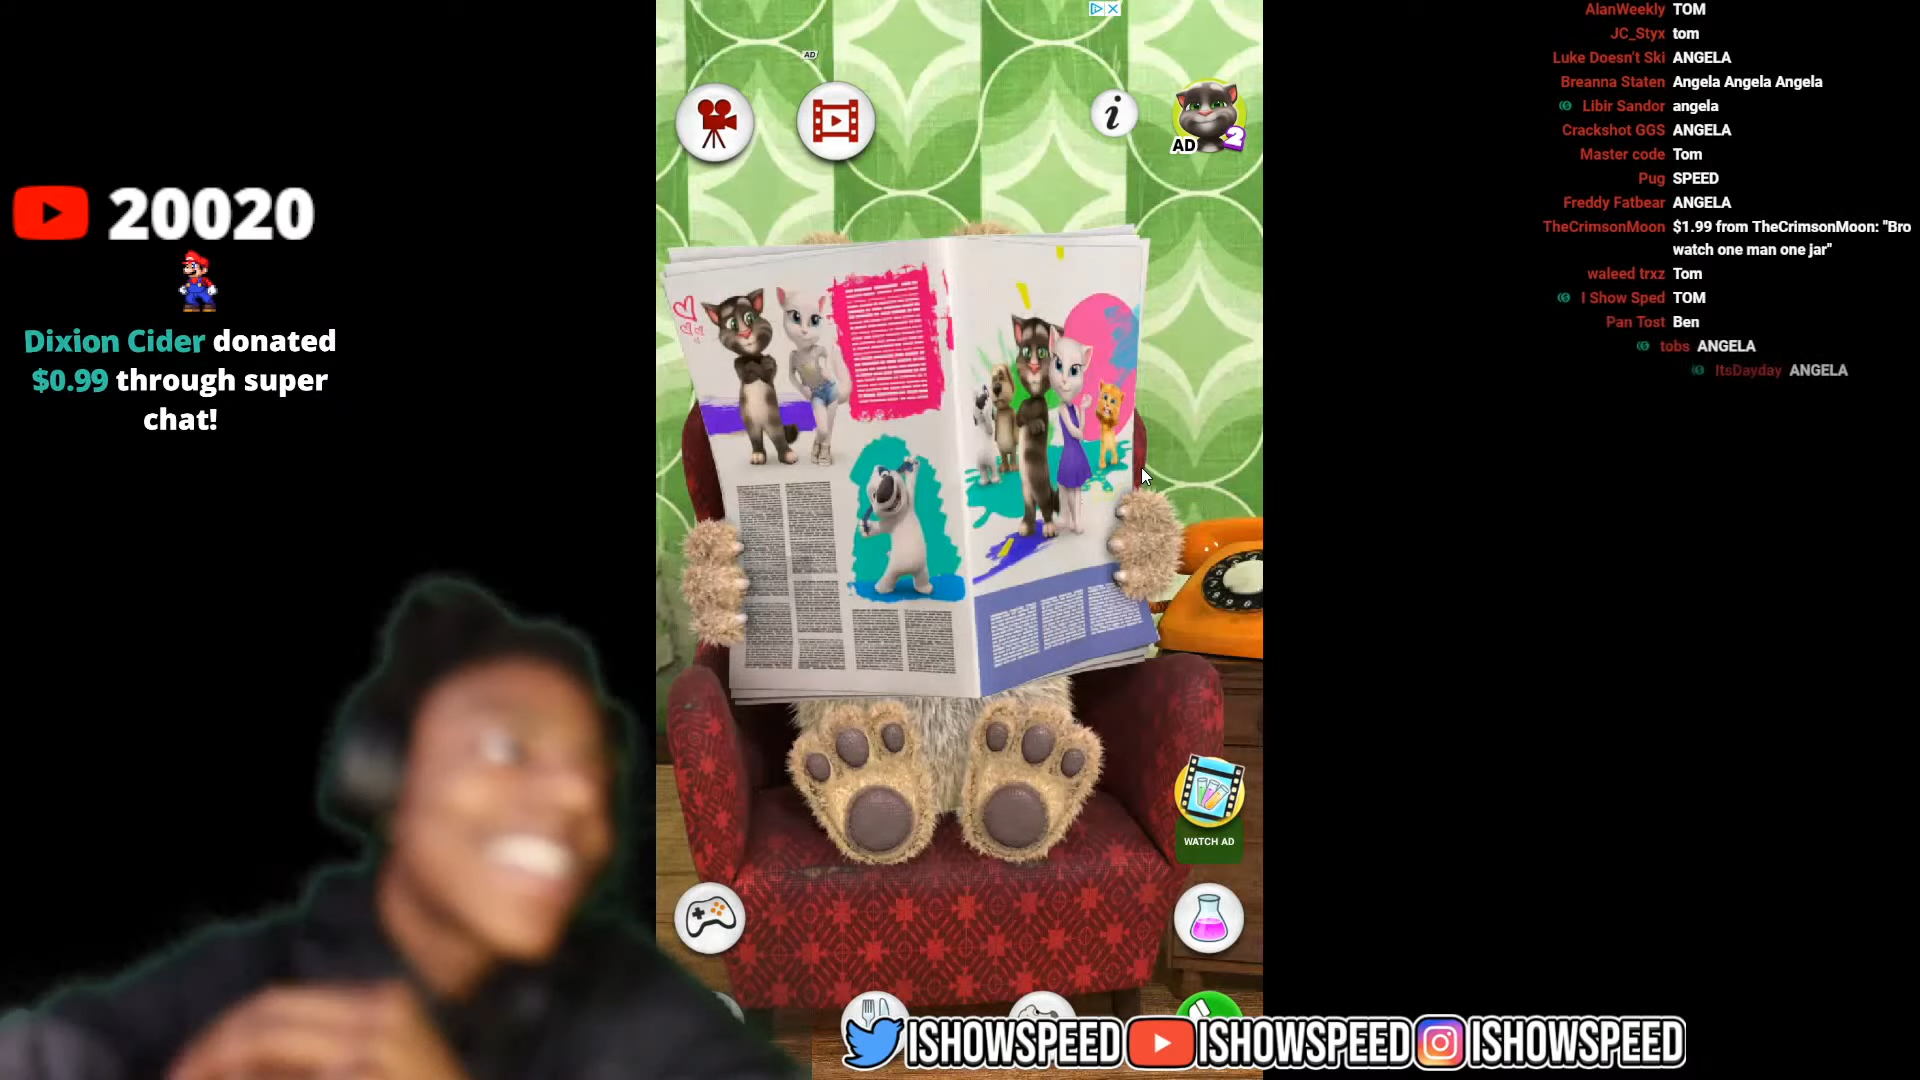 20020
Dixion Cider donated
$0.99 through super
chat!
AD
i
AD
2
WATCH AD
AlanWeekly TOM
JC_Styx tom
Luke Doesn't Ski ANGELA
Breanna Staten Angela Angela Angela
Libir Sandor angela
Crackshot GGS ANGELA
Master code Tom
Pug SPEED
Freddy Fatbear ANGELA
TheCrimsonMoon $1.99 from TheCrimsonMoon: "Bro
watch one man one jar"
waleed trxz Tom
I Show Sped TOM
Pan Tost Ben
tobs ANGELA
ItsDayday ANGELA
ISHOWSPEED ISHOWSPEED ISHOWSPEED